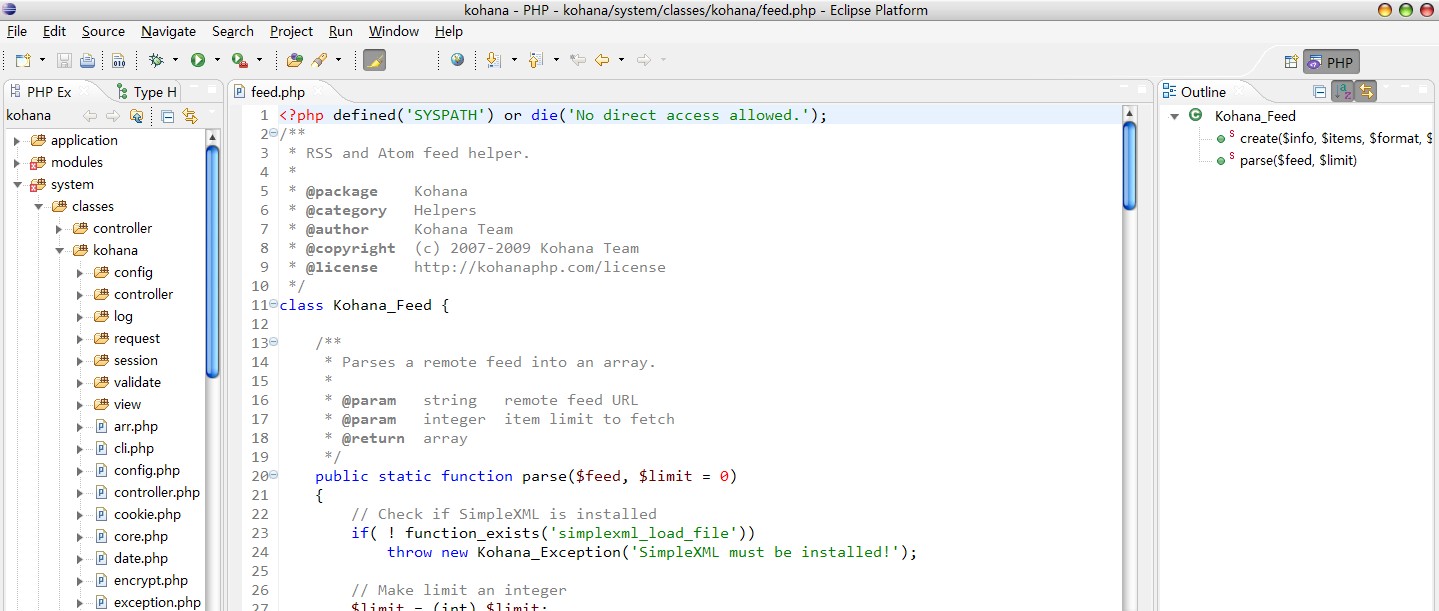 kohana - PHP - kohana/system/classes/kohana/feed.php - Eclipse Platform
File Edit Source Navigate Search Project Run Window Help
010
PHP
PHP Ex
Type H
kohana
application
modules
system
classes
controller
kohana
config
controller
log
request
session
validate
view
arr.php
cli.php
config.php
controller.php
cookie.php
core.php
date.php
encrypt.php
exception.php
feed.php
1 <?php defined('SYSPATH') or die('No direct access allowed.');
2 /**
3 * RSS and Atom feed helper.
4 *
5 * @package Kohana
6 * @category Helpers
7 * @author Kohana Team
8 * @copyright (c) 2007-2009 Kohana Team
9 * @license http://kohanaphp.com/license
10 */
11 class Kohana_Feed {
12
13 /**
14 * Parses a remote feed into an array.
15 *
16 * @param string remote feed URL
17 * @param integer item limit to fetch
18 * @return array
19 */
20 public static function parse($feed, $limit = 0)
21 {
22 // Check if SimpleXML is installed
23 if( ! function_exists('simplexml_load_file'))
24 throw new Kohana_Exception('SimpleXML must be installed!');
25
26 // Make limit an integer
27 $limit = (int) $limit;
Outline
Kohana_Feed
create($info, $items, $format, $
parse($feed, $limit)